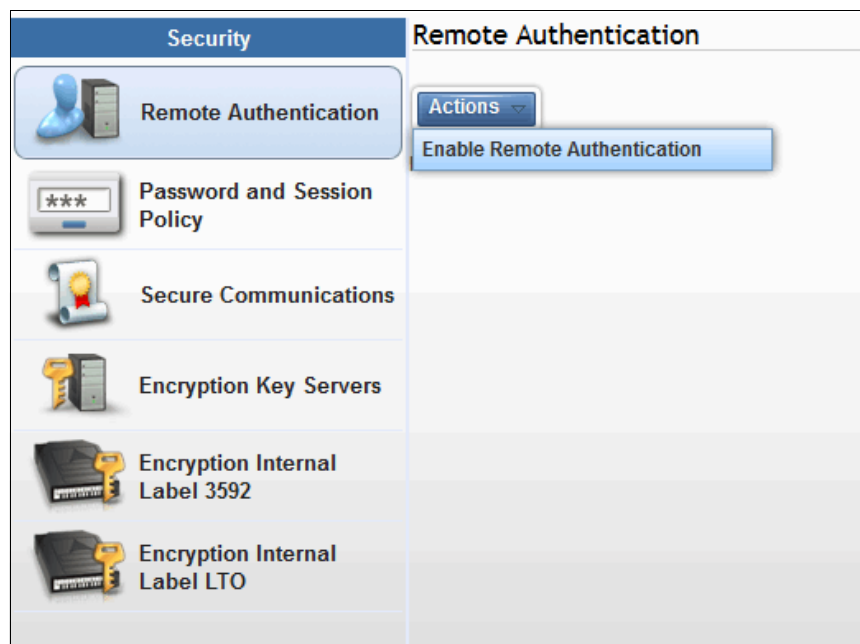 Security
Remote Authentication
Password and Session
Policy
Secure Communications
Encryption Key Servers
Encryption Internal
Label 3592
Encryption Internal
Label LTO
Remote Authentication
Actions
Enable Remote Authentication
***